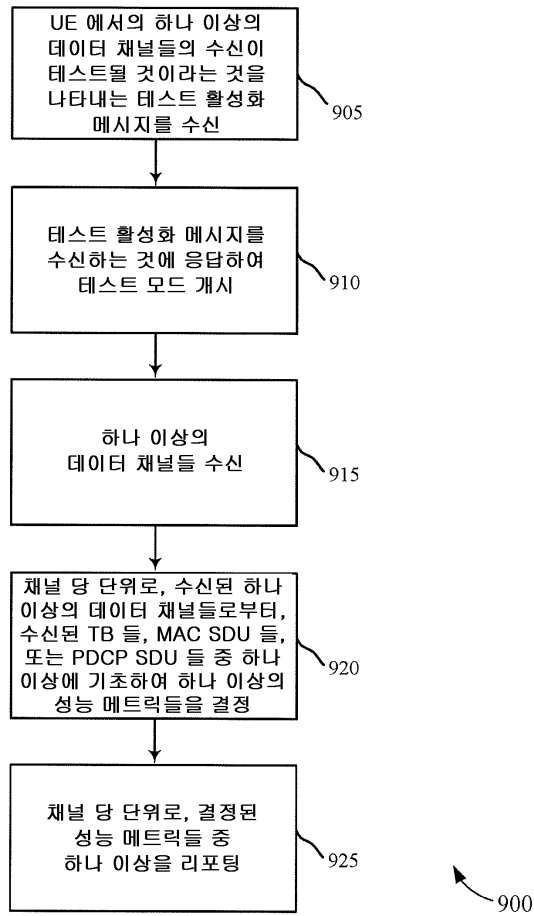 UE 에서의 하나 이상의
데이터 채널들의 수신이
테스트될 것이라는 것을
나타내는 테스트 활성화
메시지를 수신
905
테스트 활성화 메시지를
수신하는 것에 응답하여
테스트 모드 개시
910
하나 이상의
데이터 채널들 수신
915
채널 당 단위로, 수신된 하나
이상의 데이터 채널들로부터,
수신된 TB 들, MAC SDU 들,
또는 PDCP SDU 들 중 하나
이상에 기초하여 하나 이상의
성능 메트릭들을 결정
920
채널 당 단위로, 결정된
성능 메트릭들 중
하나 이상을 리포팅
925
900